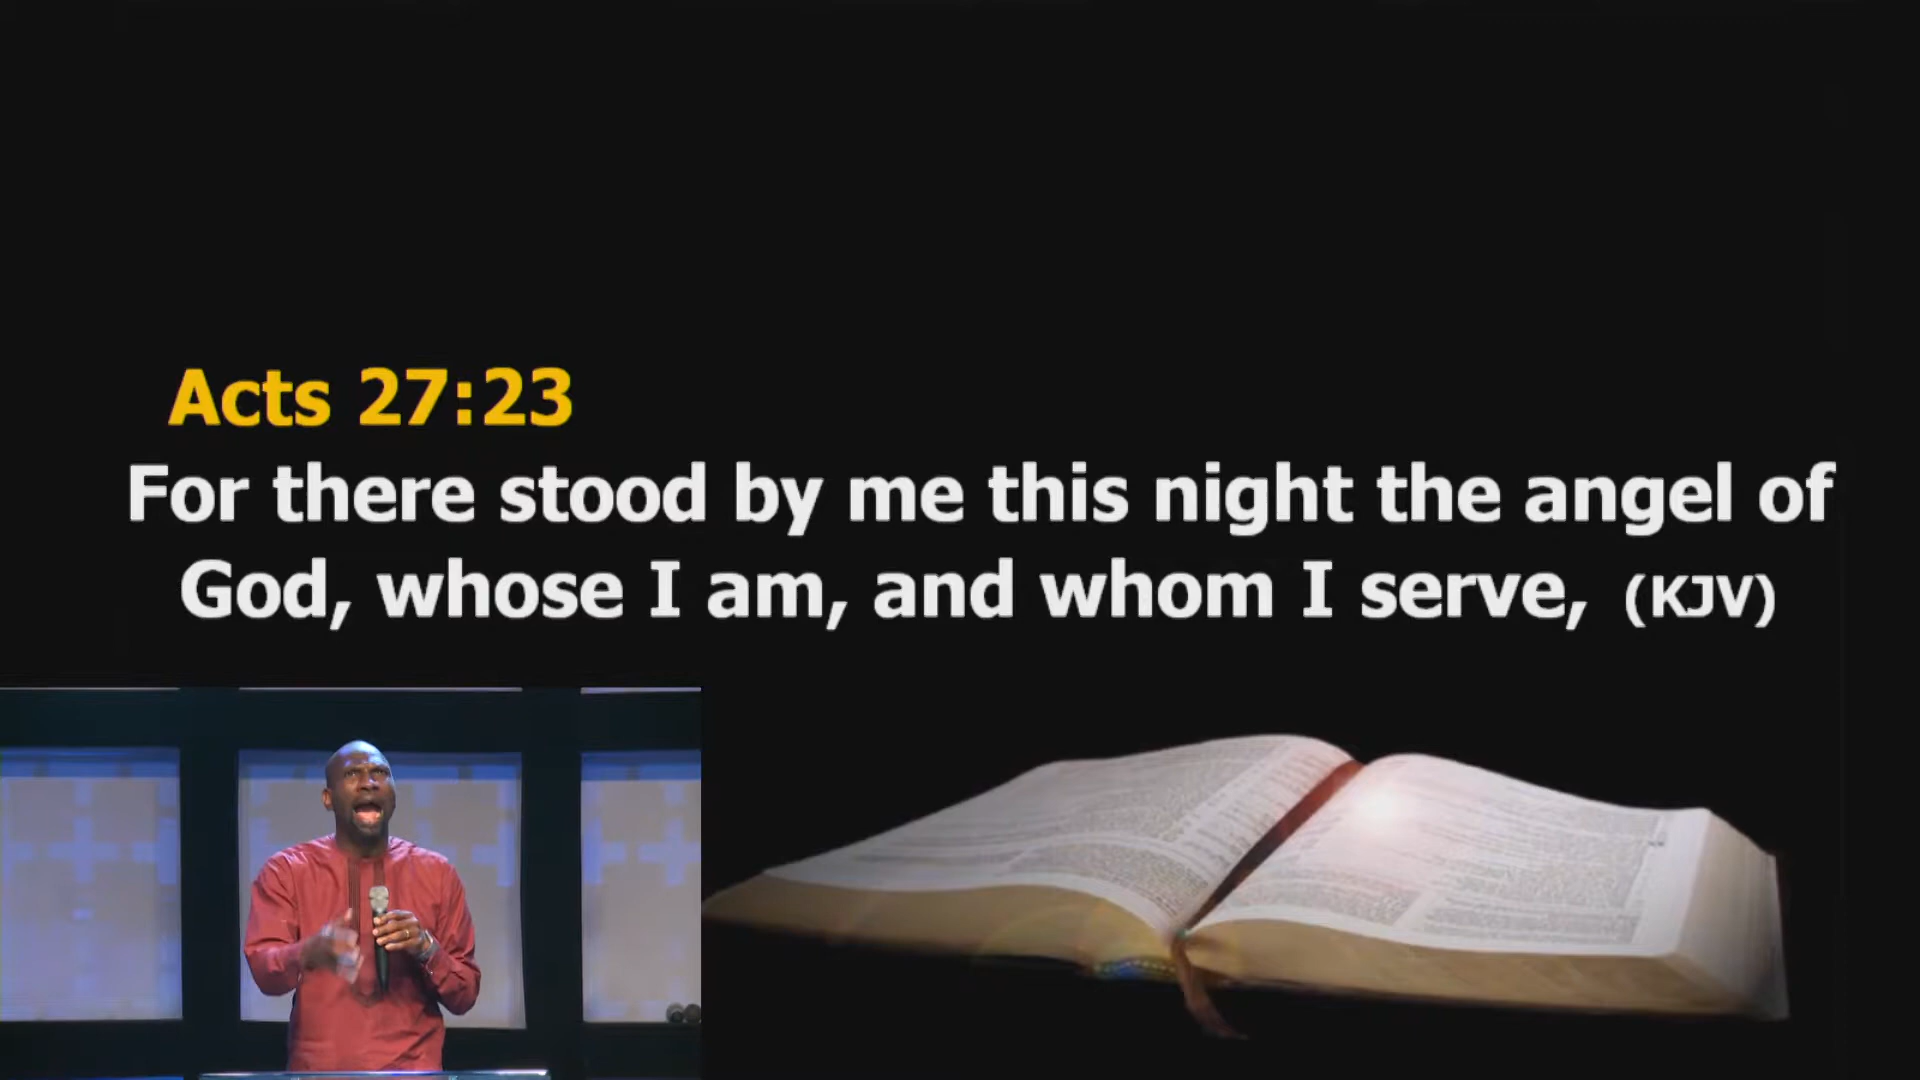 Acts 27:23
For there stood by me this night the angel of
God, whose I am, and whom I serve, (KJV)